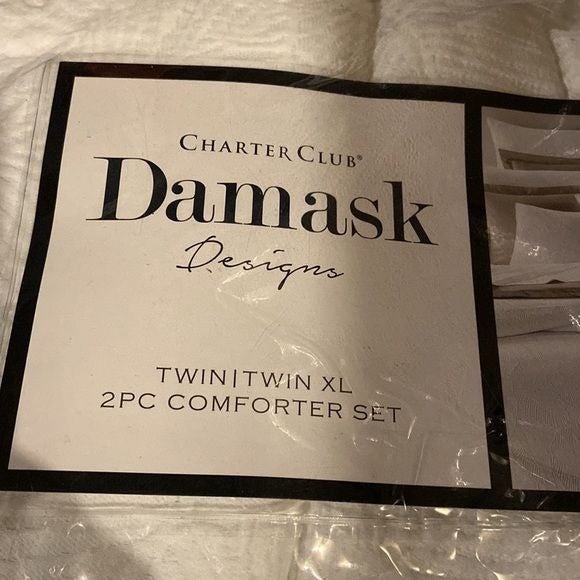 CHARTER CLUB®
Damask
Designs
TWIN|TWIN XL
2PC COMFORTER SET